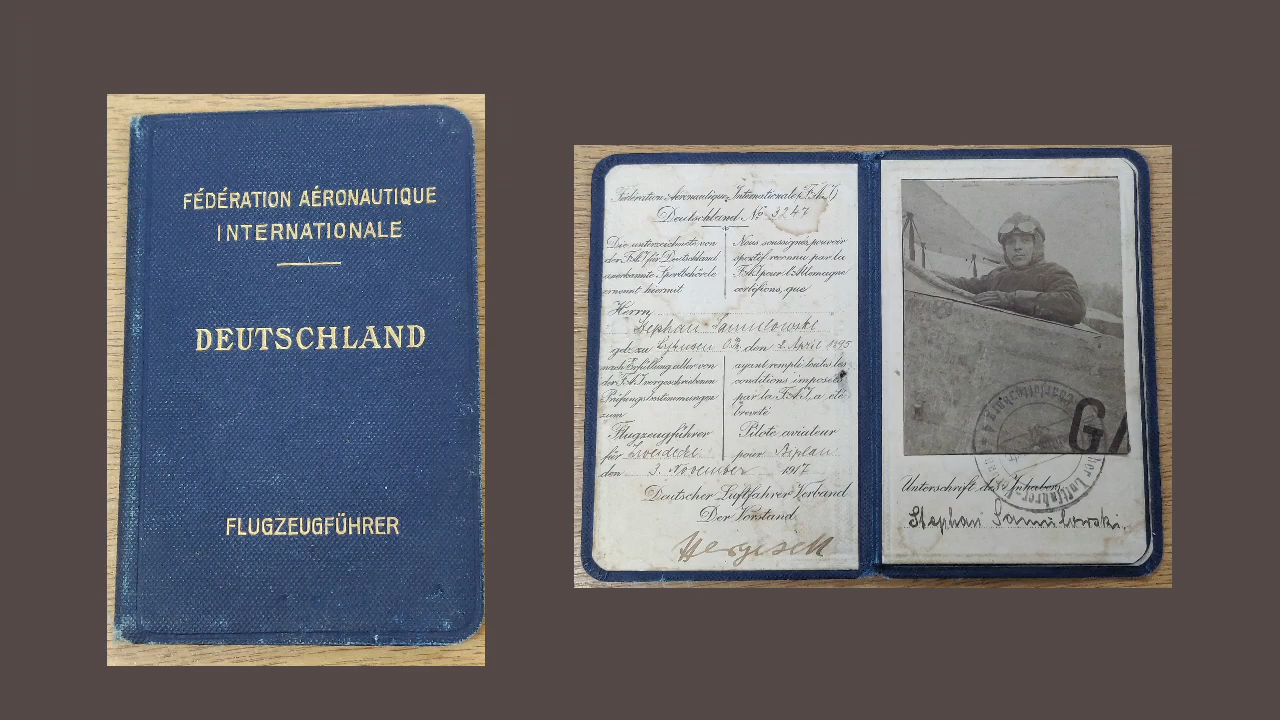 FÉDÉRATION AÉRONAUTIQUE
INTERNATIONALE
DEUTSCHLAND
FLUGZEUGFÜHRER
Fédération Aéronautique Internationale (F.A.I.)
Deutschland No 3247
Die unterzeichnete von
der F.A.I. für Deutschland
anerkannte Sportbehörde
ernennt hiermit
Nous soussignés pouvoir
sportif reconnu par la
F.A.I. pour l'Allemagne
certifions, que
Herrn
Stephan Samulowski
geb. zu den 2. April 1895
nach Erfüllung aller von
der F.A.I. vorgeschriebenen
Prüfungsbestimmungen
zum
Flugzeugführer
für Zweidecker
ayant rempli toutes les
conditions imposées
par la F.A.I. a été
breveté
Pilote aviateur
pour Biplan
den 3. November 1917
Deutscher Luftfahrer Verband
Der Vorstand
Hergesell
GA
Unterschrift des Inhabers
Stephan Samulowski.